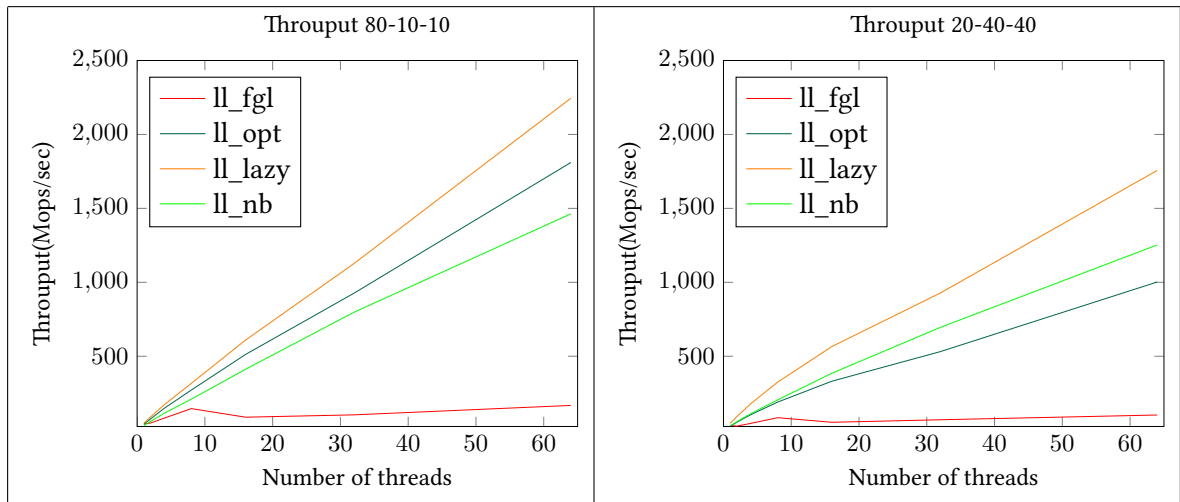 Throuput 80-10-10
2,500
2,000
1,500
1,000
500
0
10
20
30
40
50
60
Throuput(Mops/sec)
Number of threads
ll_fgl
ll_opt
ll_lazy
ll_nb
Throuput 20-40-40
2,500
2,000
1,500
1,000
500
0
10
20
30
40
50
60
Throuput(Mops/sec)
Number of threads
ll_fgl
ll_opt
ll_lazy
ll_nb